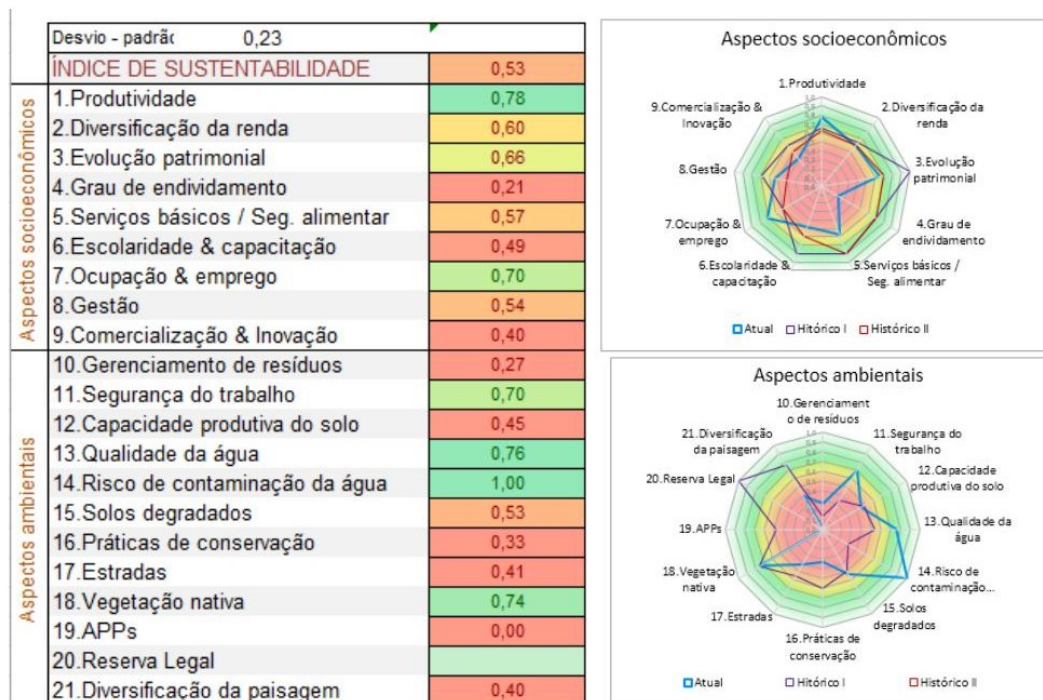 Desvio - padrã 0,23
ÍNDICE DE SUSTENTABILIDADE 0,53
Aspectos socioeconômicos
1.Produtividade 0,78
2.Diversificação da renda 0,60
3.Evolução patrimonial 0,66
4.Grau de endividamento 0,21
5.Serviços básicos / Seg. alimentar 0,57
6.Escolaridade & capacitação 0,49
7.Ocupação & emprego 0,70
8.Gestão 0,54
9.Comercialização & Inovação 0,40
Aspectos ambientais
10.Gerenciamento de resíduos 0,27
11.Segurança do trabalho 0,70
12.Capacidade produtiva do solo 0,45
13.Qualidade da água 0,76
14.Risco de contaminação da água 1,00
15.Solos degradados 0,53
16.Práticas de conservação 0,33
17.Estradas 0,41
18.Vegetação nativa 0,74
19.APPs 0,00
20.Reserva Legal
21.Diversificação da paisagem 0,40
Aspectos socioeconômicos
1.Produtividade
2.Diversificação da
renda
3.Evolução
patrimonial
4.Grau de
endividamento
5.Serviços básicos /
Seg. alimentar
6.Escolaridade &
capacitação
7.Ocupação &
emprego
8.Gestão
9.Comercialização &
Inovação
Atual Hitórico I Histórico II
Aspectos ambientais
10.Gerenciament
o de resíduos
11.Segurança do
trabalho
12.Capacidade
produtiva do solo
13.Qualidade da
água
14.Risco de
contaminação...
15.Solos
degradados
16.Práticas de
conservação
17.Estradas
18.Vegetação
nativa
19.APPs
20.Reserva Legal
21.Diversificação
da paisagem
Atual Hitórico I Histórico II